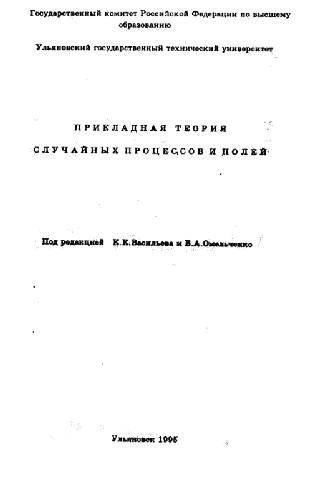 Государственный комитет Российской Федерации по высшему
образованию
Ульяновский государственный технический университет
ПРИКЛАДНАЯ ТЕОРИЯ
СЛУЧАЙНЫХ ПРОЦЕССОВ И ПОЛЕЙ
Под редакцией К.К.Васильева и В.А.Омельченко
Ульяновск 1995